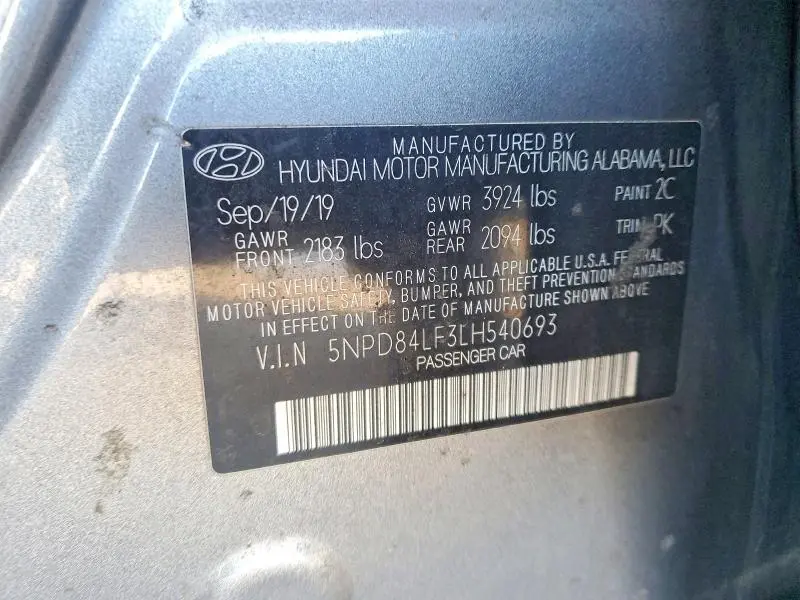 MANUFACTURED BY
HYUNDAI MOTOR MANUFACTURING ALABAMA, LLC
Sep/19/19 GVWR 3924 lbs PAINT 2C
GAWR FRONT 2183 lbs GAWR REAR 2094 lbs TRIM PK
THIS VEHICLE CONFORMS TO ALL APPLICABLE U.S.A. FEDERAL
MOTOR VEHICLE SAFETY, BUMPER, AND THEFT PREVENTION STANDARDS
IN EFFECT ON THE DATE OF MANUFACTURE SHOWN ABOVE
V.I.N 5NPD84LF3LH540693
PASSENGER CAR